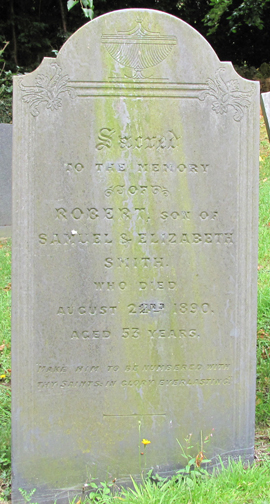 Sacred
TO THE MEMORY
OF
ROBERT, SON OF
SAMUEL & ELIZABETH
SMITH.
WHO DIED
AUGUST 22ND 1890.
AGED 53 YEARS.
MAKE HIM TO BE NUMBERED WITH
THY SAINTS: IN GLORY EVERLASTING.